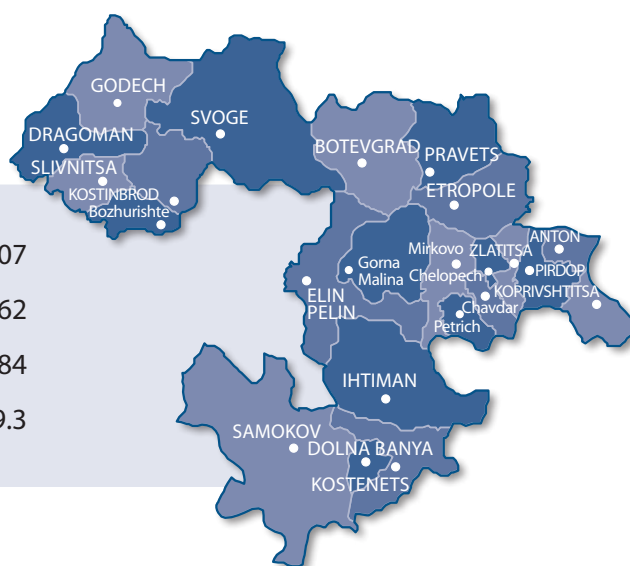 GODECH
SVOGE
DRAGOMAN
BOTEVGRAD
PRAVETS
SLIVNITSA
KOSTINBROD
ETROPOLE
Bozhurishte
ANTON
Mirkovo
ZLATITSA
07
Gorna
Malina
Chelopech
PIRDOP
ELIN
PELIN
KOPRIVSHTITSA
Chavdar
62
Petrich
84
IHTIMAN
9.3
SAMOKOV
DOLNA BANYA
KOSTENETS